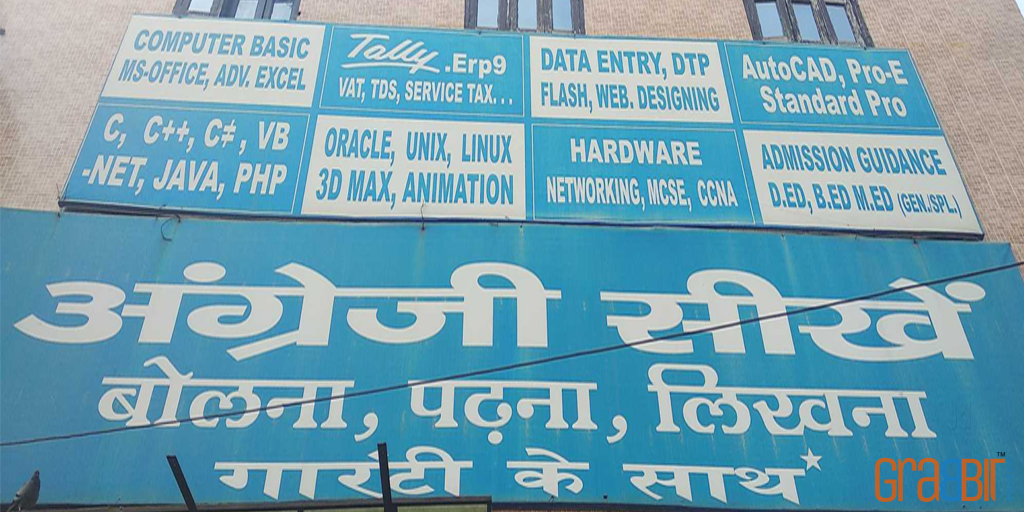 COMPUTER BASIC
MS-OFFICE, ADV. EXCEL
Tally.Erp9
VAT, TDS, SERVICE TAX...
DATA ENTRY, DTP
FLASH, WEB. DESIGNING
AutoCAD, Pro-E
Standard Pro
C, C++, C≠, VB
-NET, JAVA, PHP
ORACLE, UNIX, LINUX
3D MAX, ANIMATION
HARDWARE
NETWORKING, MCSE, CCNA
ADMISSION GUIDANCE
D.ED, B.ED M.ED (GEN./SPL.)
अंग्रेजी सीखें
बोलना, पढ़ना, लिखना
गारंटी के साथ*
Gra Bir™